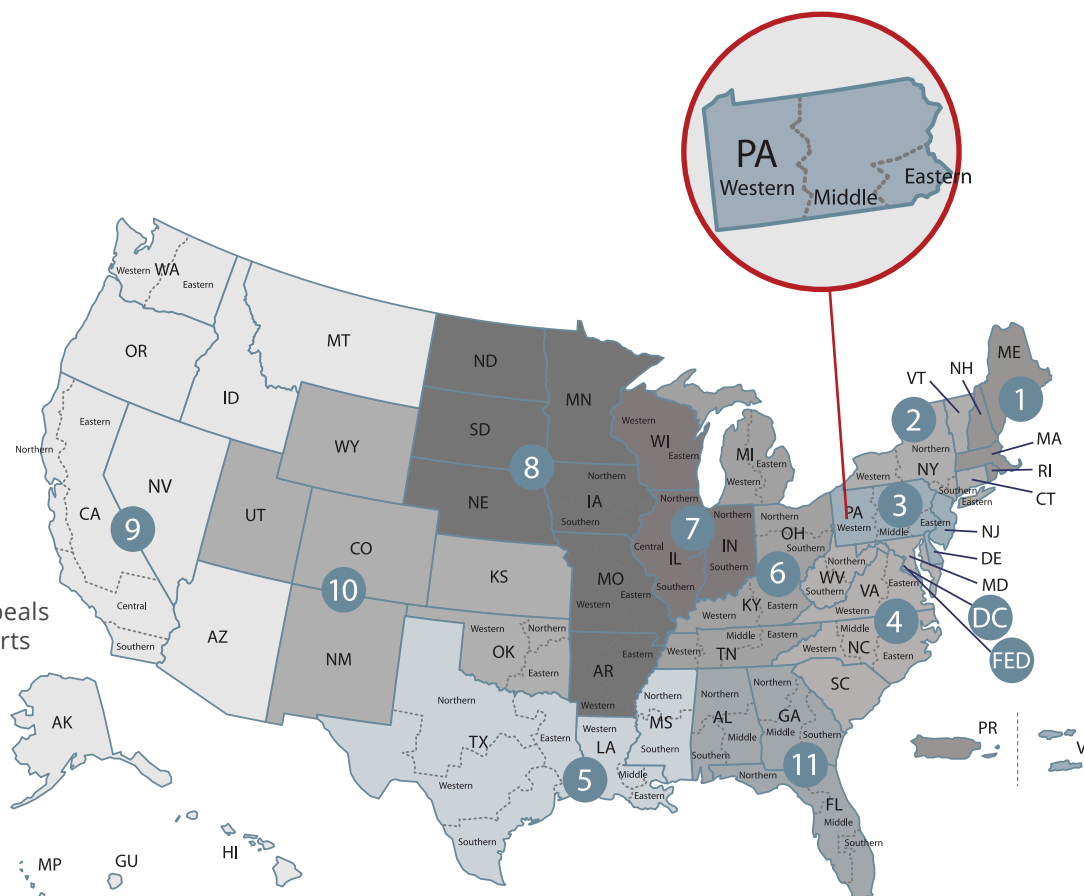 PA
Western
Middle
Eastern
Western
WA
Eastern
MT
ND
ME
OR
VT
NH
1
ID
MN
2
Eastern
SD
Western
WI
Northern
WY
MI
MA
Northern
Eastern
Eastern
NY
RI
8
Northern
Western
Western
NV
NE
IA
Northern
Southern
CT
Eastern
CA
UT
Southern
7
Northern
Northern
PA
3
9
Western
Middle
Eastern
NJ
CO
Central
IN
OH
Southern
DE
IL
Southern
6
Northern
KS
MO
WV
VA
Eastern
MD
10
Western
Eastern
Southern
Southern
Central
KY
Western
Eastern
Western
DC
peals
AZ
Western
Northern
Middle
Eastern
Middle
4
rts
Southern
OK
Eastern
Western
TN
Western
NC
Eastern
NM
Eastern
AR
FED
SC
AK
Northern
Western
Northern
Northern
Northern
Western
MS
AL
GA
PR
TX
Eastern
LA
Middle
Middle
Southern
V
Southern
Southern
Western
5
Middle
Northern
11
Eastern
FL
Middle
Southern
Southern
HI
GU
MP